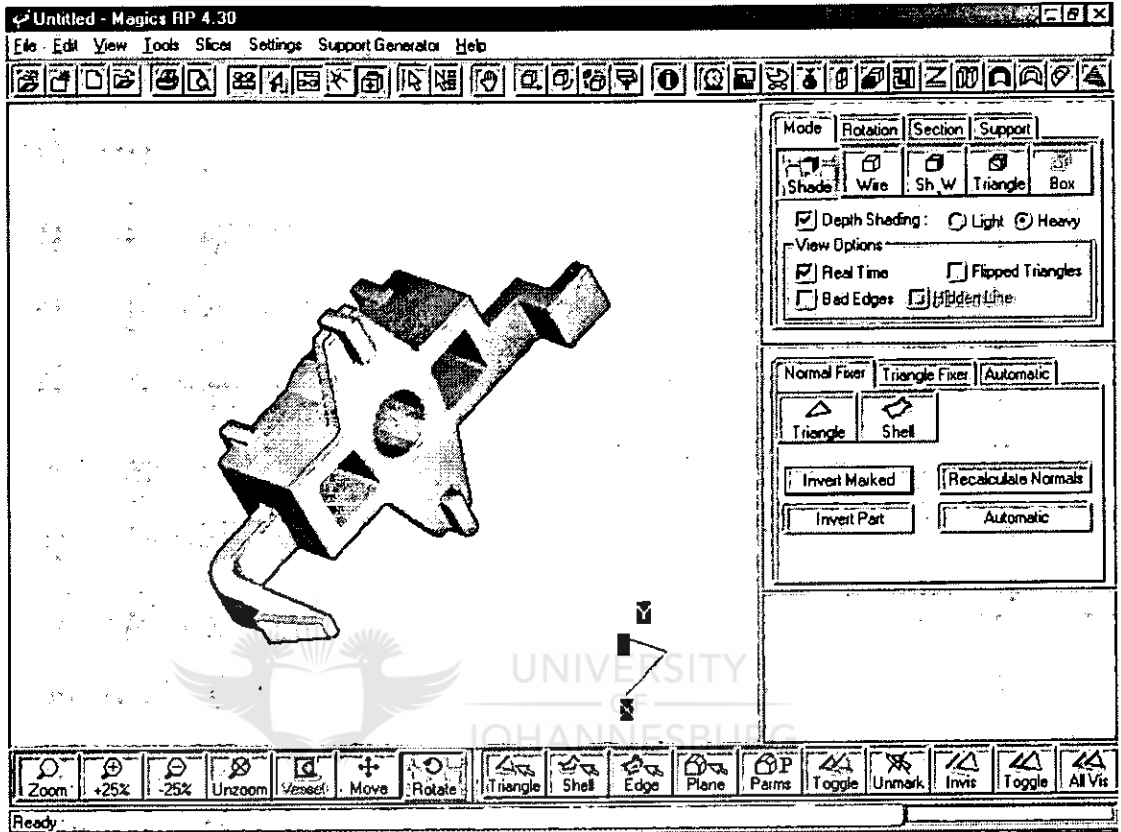 Untitled - Magics RP 4.30
File Edit View Tools Slicer Settings Support Generator Help
Mode Rotation Section Support
Shade Wire Sh_W Triangle Box
Depth Shading: Light Heavy
View Options
Real Time Flipped Triangles
Bad Edges Hidden Line
Normal Fixer Triangle Fixer Automatic
Triangle Shell
Invert Marked Recalculate Normals
Invert Part Automatic
Y
UNIVERSITY
OF
JOHANNESBURG
Zoom +25% -25% Unzoom Vessel Move Rotate Triangle Shell Edge Plane Parms Toggle Unmark Invis Toggle All Vis
Ready